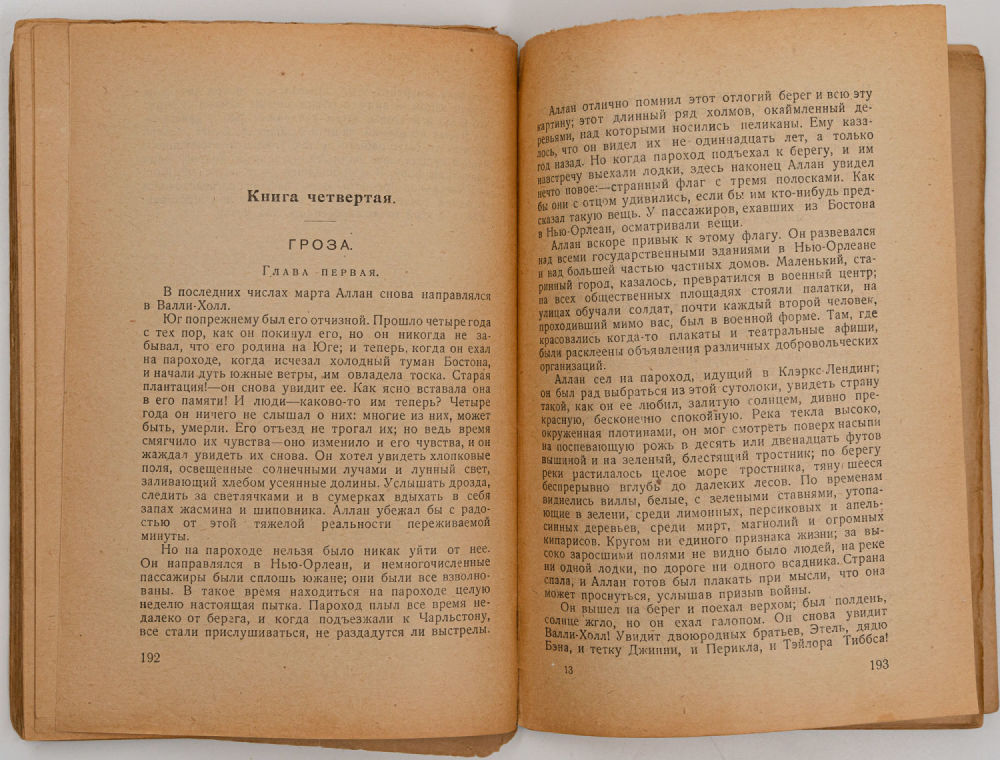 Книга четвертая.
ГРОЗА.
Глава первая.
В последних числах марта Аллан снова направлялся
в Валли-Холл.
Юг попрежнему был его отчизной. Прошло четыре года
с тех пор, как он покинул его, но он никогда не за-
бывал, что его родина на Юге; и теперь, когда он ехал
на пароходе, когда исчезал холодный туман Бостона,
и начали дуть южные ветры, им овладела тоска. Старая
плантация!—он снова увидит ее. Как ясно вставала она
в его памяти! И люди—каково-то им теперь? Четыре
года он ничего не слышал о них: многие из них, может
быть, умерли. Его отъезд не трогал их; но ведь время
смягчило их чувства—оно изменило и его чувства, и он
жаждал увидеть их снова. Он хотел увидеть хлопковые
поля, освещенные солнечными лучами и лунный свет,
заливающий хлебом усеянные долины. Услышать дрозда,
следить за светлячками и в сумерках вдыхать в себя
запах жасмина и шиповника. Аллан убежал бы с ра-
достью от этой тяжелой реальности переживаемой
минуты.
Но на пароходе нельзя было никак уйти от нее.
Он направлялся в Нью-Орлеан, и немногочисленные
пассажиры были сплошь южане; они были все взволно-
ваны. В такое время находиться на пароходе целую
неделю настоящая пытка. Пароход плыл все время не-
далеко от берега, и когда подъезжали к Чарльстону,
все стали прислушиваться, не раздадутся ли выстрелы.
192
Аллан отлично помнил этот отлогий берег и всю эту
картину; этот длинный ряд холмов, окаймленный де-
ревьями, над которыми носились пеликаны. Ему каза-
лось, что он видел их не одиннадцать лет, а только
год назад. Но когда пароход подъехал к берегу, и им
навстречу выехали лодки, здесь наконец Аллан увидел
нечто новое:—странный флаг с тремя полосками. Как
бы они с отцом удивились, если бы им кто-нибудь пред-
сказал такую вещь. У пассажиров, ехавших из Бостона
в Нью-Орлеан, осматривали вещи.
Аллан вскоре привык к этому флагу. Он развевался
над всеми государственными зданиями в Нью-Орлеане
и над большей частью частных домов. Маленький, ста-
ринный город, казалось, превратился в военный центр;
на всех общественных площадях стояли палатки, на
улицах обучали солдат, почти каждый второй человек,
проходивший мимо вас, был в военной форме. Там, где
красовались когда-то плакаты и театральные афиши,
были расклеены объявления различных добровольческих
организаций.
Аллан сел на пароход, идущий в Клэркс-Лендинг;
он был рад выбраться из этой сутолоки, увидеть страну
такой, как он ее любил, залитую солнцем, дивно пре-
красную, бесконечно спокойную. Река текла высоко,
окруженная плотинами, он мог смотреть поверх насыпи
на поспевающую рожь в десять или двенадцать футов
вышиной и на зеленый, блестящий тростник; по берегу
реки растилалось целое море тростника, тянущееся
беспрерывно вглубь до далеких лесов. По временам
виднелись виллы, белые, с зелеными ставнями, утопа-
ющие в зелени, среди лимонных, персиковых и апель-
синных деревьев, среди мирт, магнолий и огромных
кипарисов. Кругом ни единого признака жизни; за вы-
соко заросшими полями не видно было людей, на реке
ни одной лодки, по дороге ни одного всадника. Страна
спала, и Аллан готов был плакать при мысли, что она
может проснуться, услышав призыв войны.
Он вышел на берег и поехал верхом; был полдень,
солнце жгло, но он ехал галопом. Он снова увидит
Валли-Холл! Увидит двоюродных братьев, Этель, дядю
Бэна, и тетку Джинни, и Перикла, и Тэйлора Тиббса!
13
193